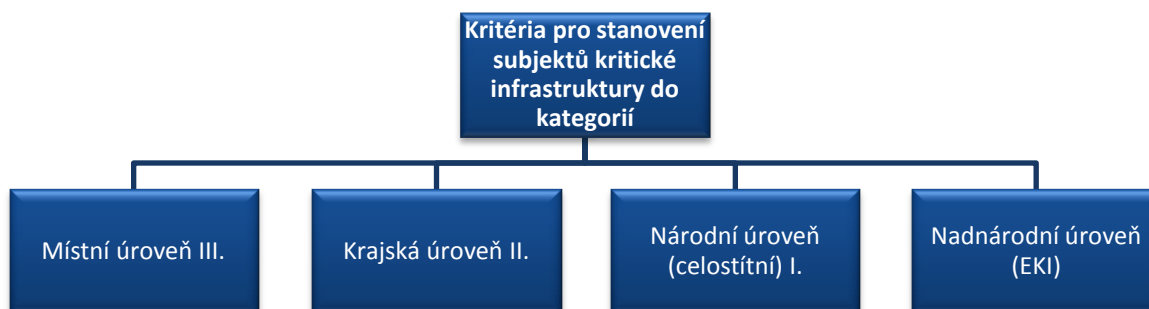 Kritéria pro stanovení
subjektů kritické
infrastruktury do
kategorií
Místní úroveň III.
Krajská úroveň II.
Národní úroveň
(celostítní) I.
Nadnárodní úroveň
(EKI)